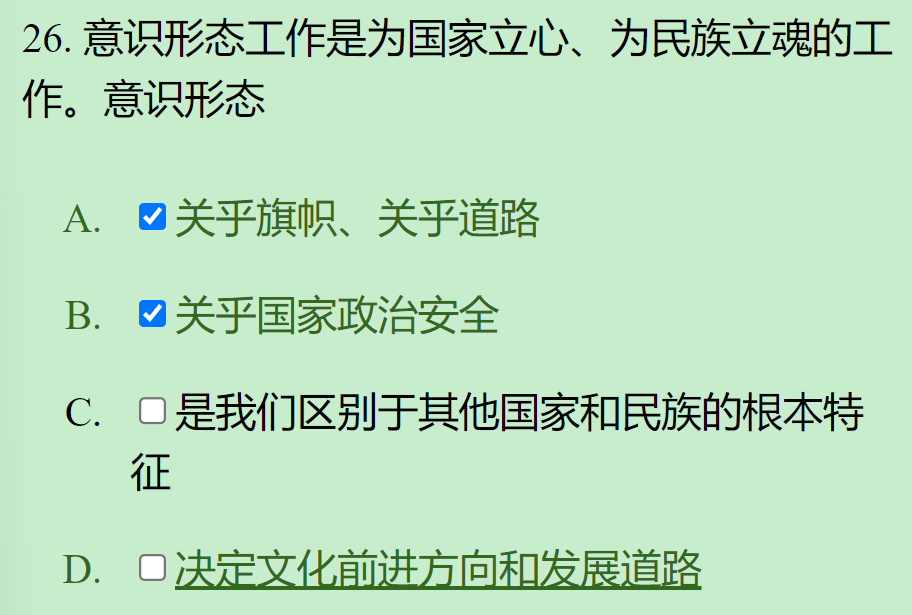 26. 意识形态工作是为国家立心、为民族立魂的工
作。意识形态
A. 关乎旗帜、关乎道路
B. 关乎国家政治安全
C. 是我们区别于其他国家和民族的根本特
征
D. 决定文化前进方向和发展道路